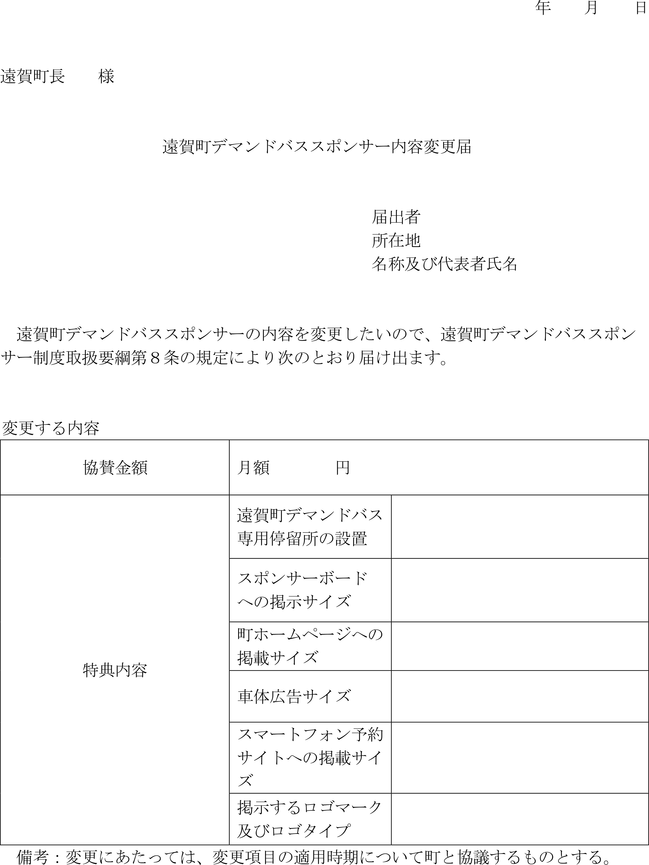 年　　月　　日
遠賀町長　　様
遠賀町デマンドバススポンサー内容変更届
届出者
所在地
名称及び代表者氏名
　遠賀町デマンドバススポンサーの内容を変更したいので、遠賀町デマンドバススポン
サー制度取扱要綱第８条の規定により次のとおり届け出ます。
変更する内容
協賛金額
月額　　　　円
特典内容
遠賀町デマンドバス
専用停留所の設置
スポンサーボード
への掲示サイズ
町ホームページへの
掲載サイズ
車体広告サイズ
スマートフォン予約
サイトへの掲載サイ
ズ
掲示するロゴマーク
及びロゴタイプ
備考：変更にあたっては、変更項目の適用時期について町と協議するものとする。